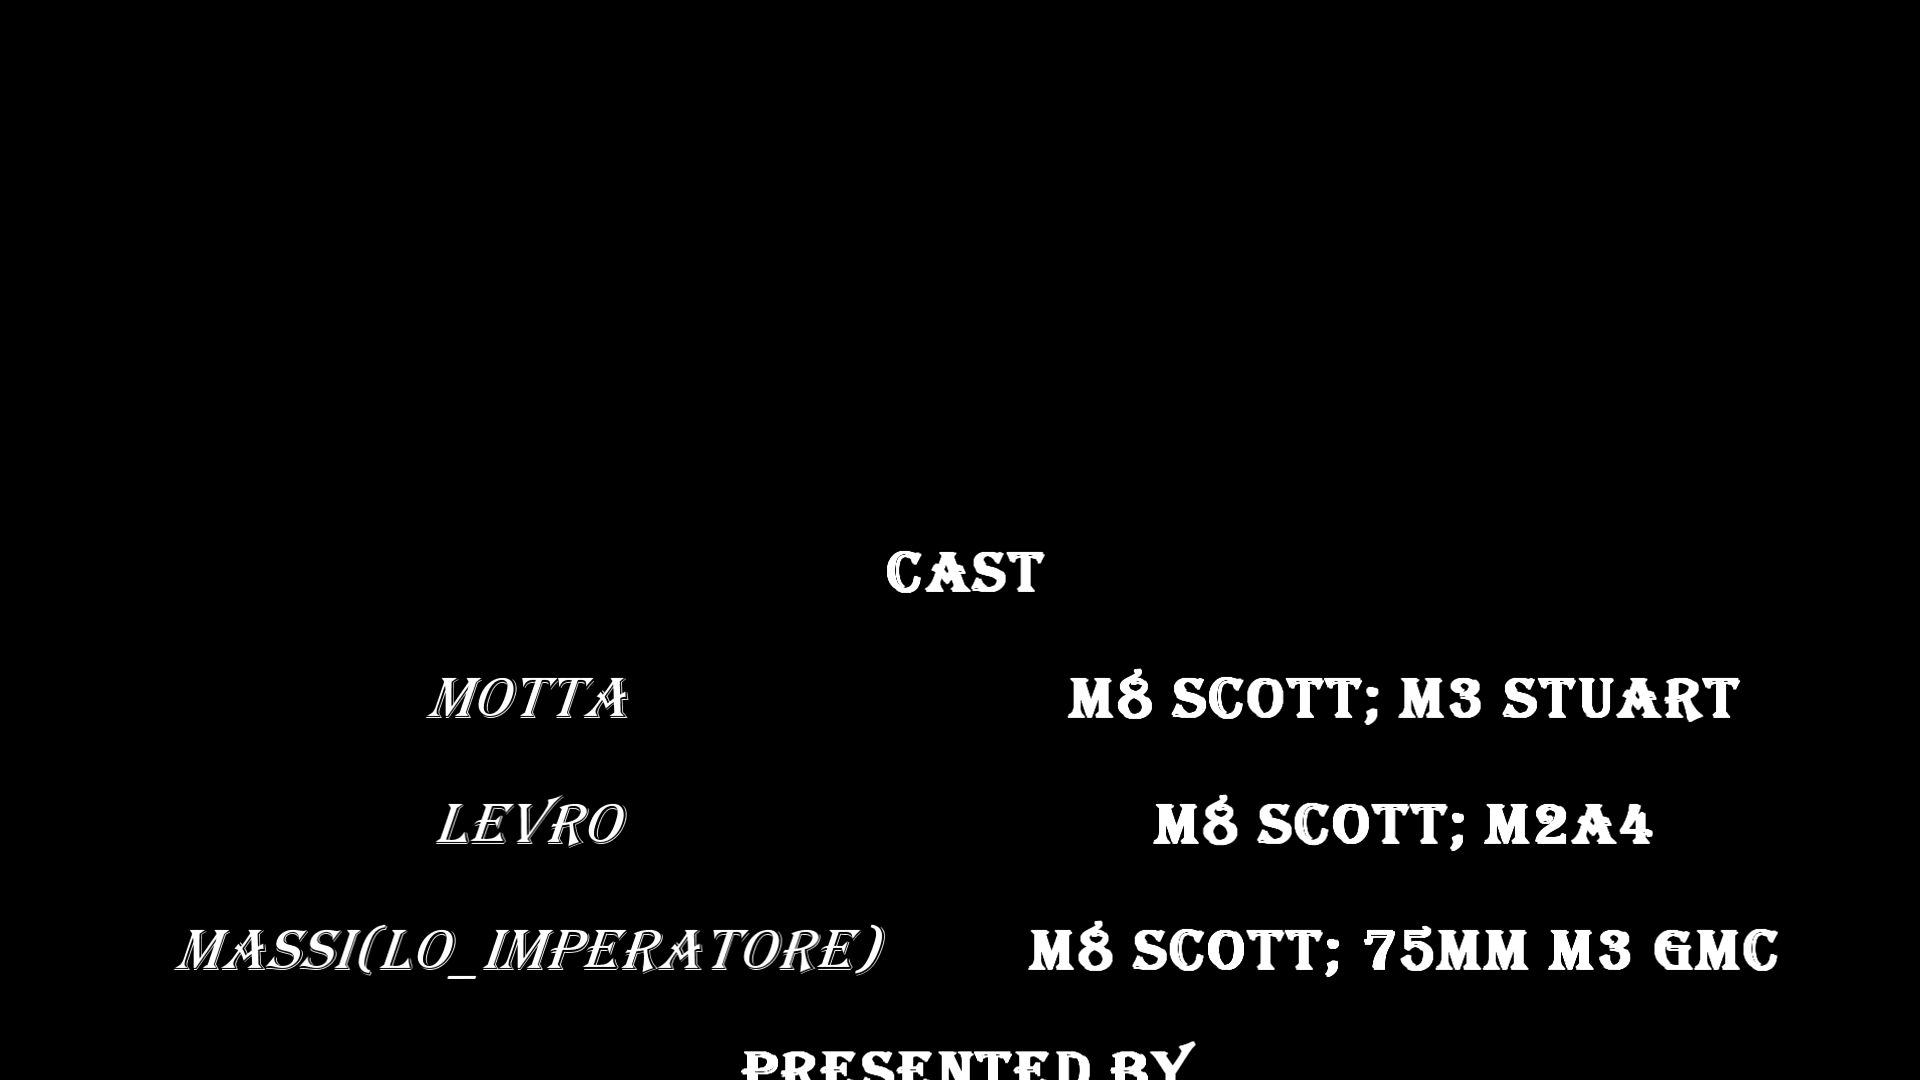 CAST
MOTTA M8 SCOTT; M3 STUART
LEVRO M8 SCOTT; M2A4
MASSI(LO_IMPERATORE) M8 SCOTT; 75MM M3 GMC
PRESENTED BY